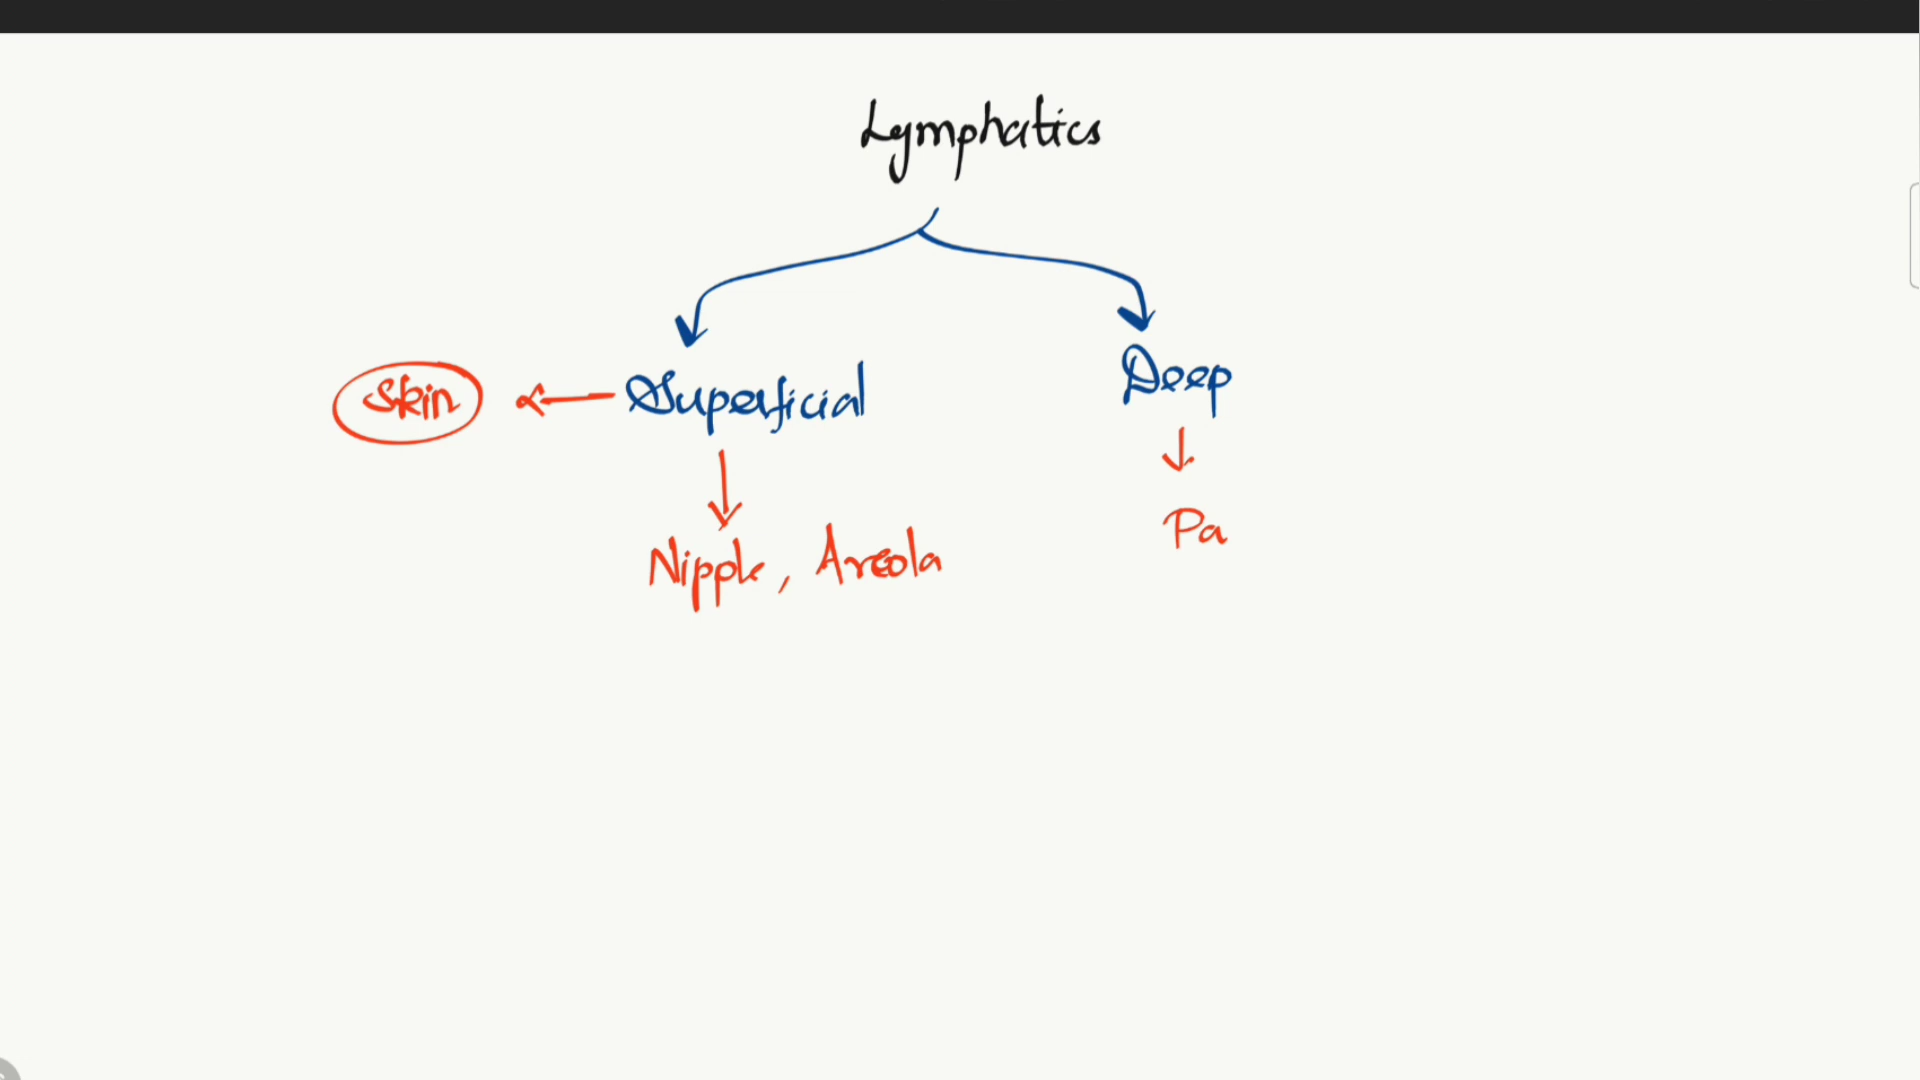 Lymphatics
Skin
Superficial
Deep
Nipple, Areola
Pa